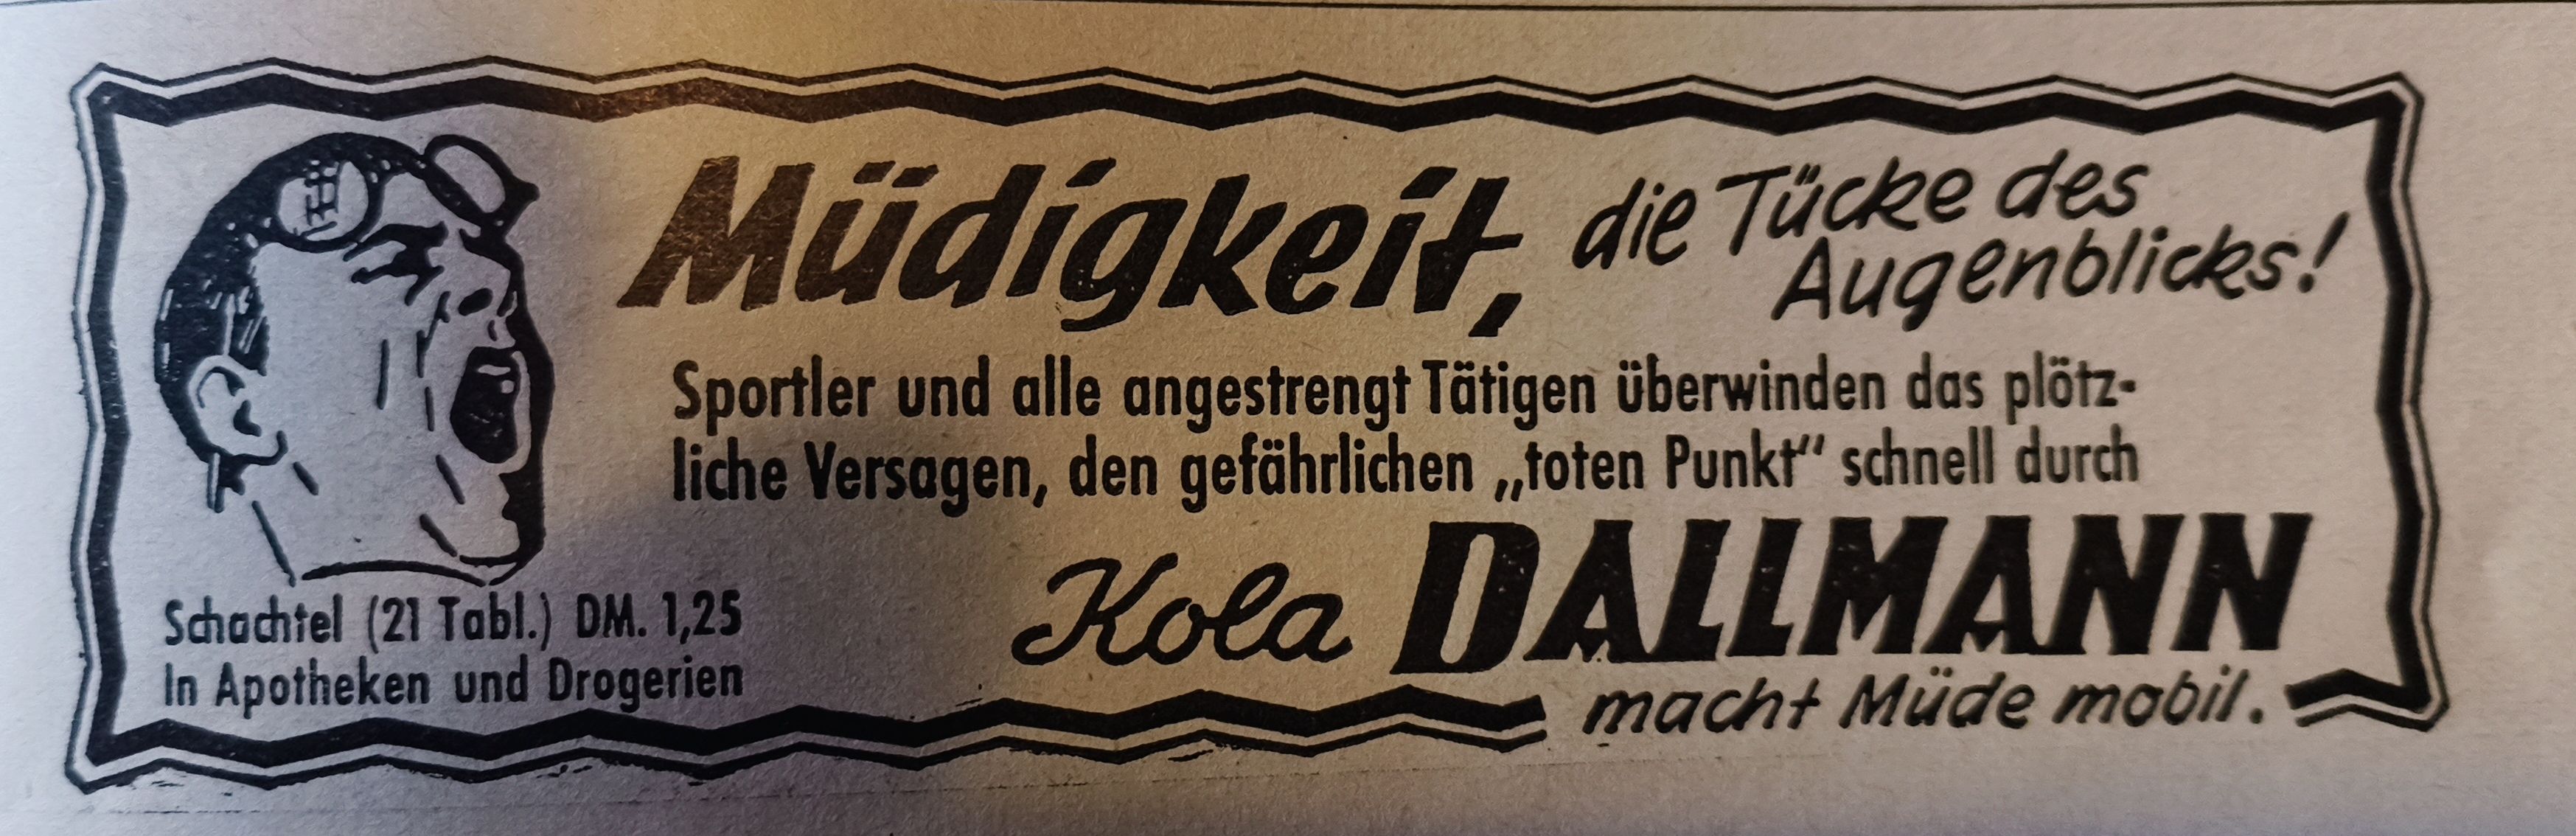 Müdigkeit, die Tücke des
Augenblicks!
Sportler und alle angestrengt Tätigen überwinden das plötz-
liche Versagen, den gefährlichen „toten Punkt“ schnell durch
Kola DALLMANN
macht Müde mobil.
Schachtel (21 Tabl.) DM. 1,25
In Apotheken und Drogerien